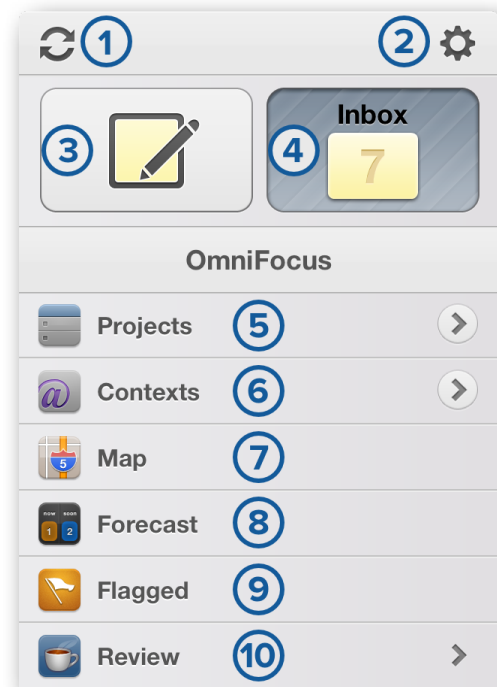 1
2
3
Inbox
4
7
OmniFocus
Projects 5
@ Contexts 6
5 Map 7
now soon
1 2
Forecast 8
Flagged 9
Review 10